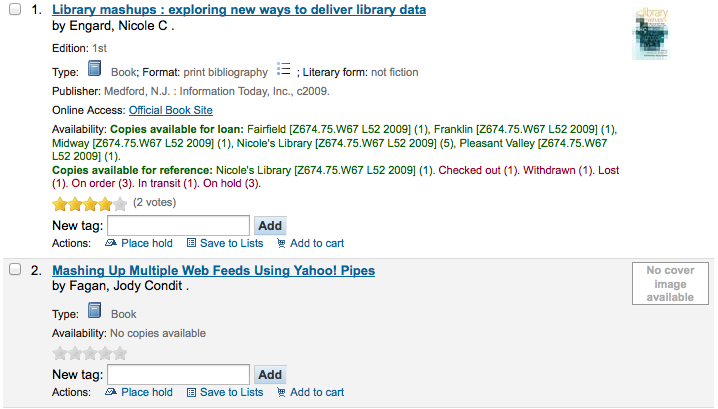 1. Library mashups : exploring new ways to deliver library data
by Engard, Nicole C .
Edition: 1st
Type: Book; Format: print bibliography ; Literary form: not fiction
Publisher: Medford, N.J. : Information Today, Inc., c2009.
Online Access: Official Book Site
Availability: Copies available for loan: Fairfield [Z674.75.W67 L52 2009] (1), Franklin [Z674.75.W67 L52 2009] (1),
Midway [Z674.75.W67 L52 2009] (1), Nicole's Library [Z674.75.W67 L52 2009] (5), Pleasant Valley [Z674.75.W67
L52 2009] (1).
Copies available for reference: Nicole's Library [Z674.75.W67 L52 2009] (1). Checked out (1). Withdrawn (1). Lost
(1). On order (3). In transit (1). On hold (3).
(2 votes)
New tag: Add
Actions: Place hold Save to Lists Add to cart
library
mashups
2. Mashing Up Multiple Web Feeds Using Yahoo! Pipes
by Fagan, Jody Condit .
No cover
image
available
Type: Book
Availability: No copies available
New tag: Add
Actions: Place hold Save to Lists Add to cart